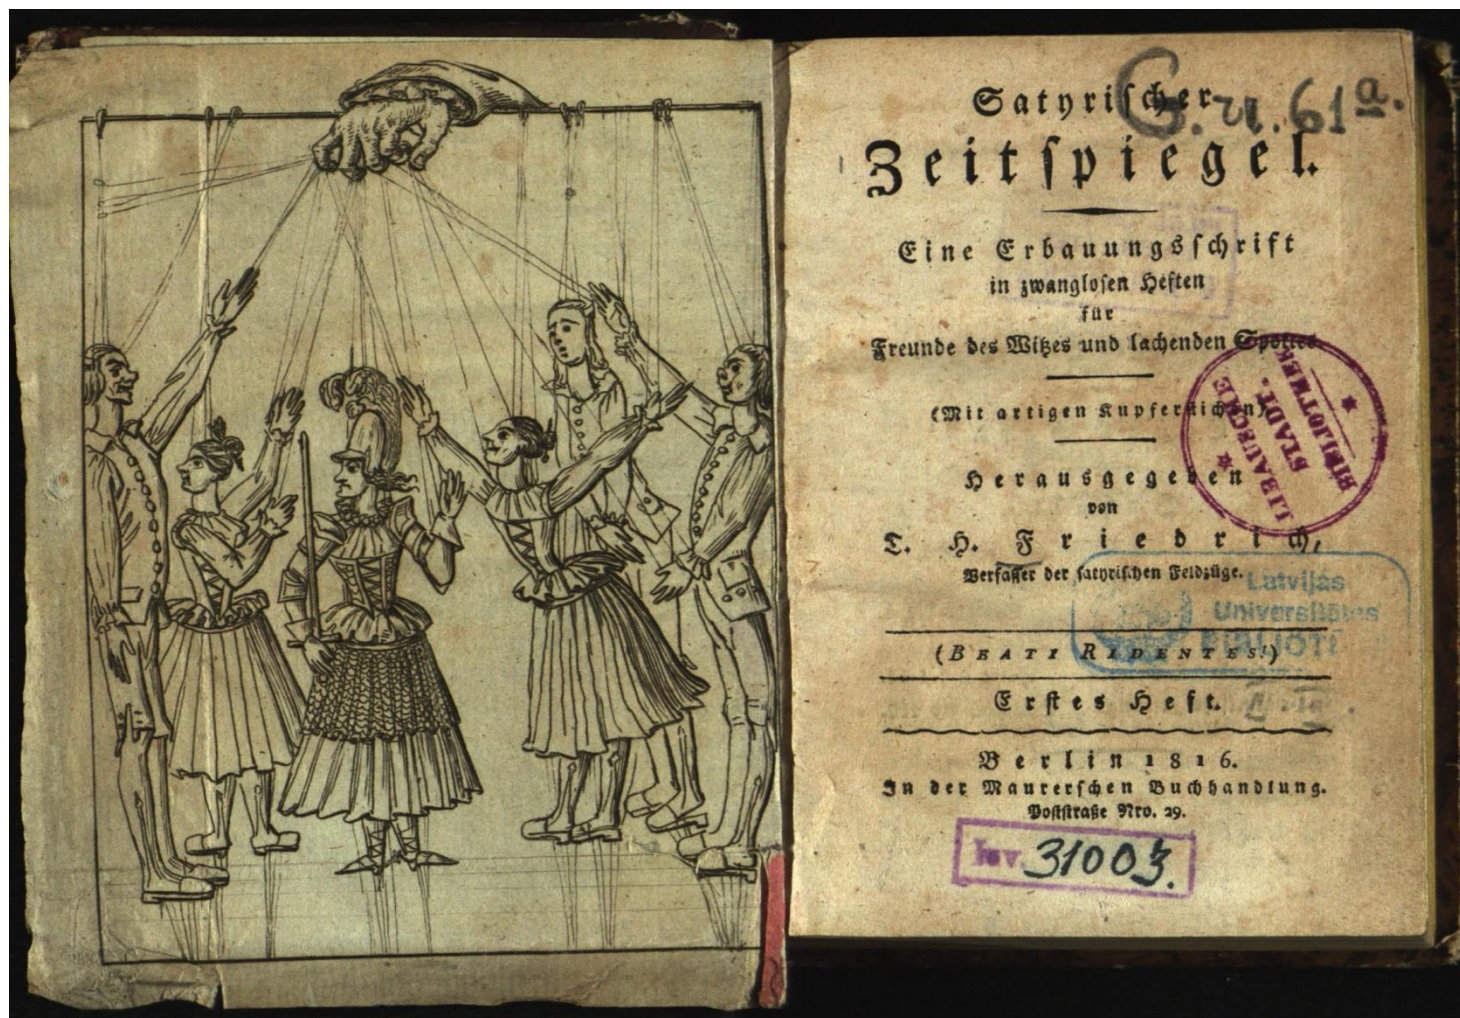 Satyrischer
G. II. 61a.
Zeitspiegel.
Eine Erbauungsschrift
in zwanglosen Heften
für
Freunde des Witzes und lachenden Spottes.
(Mit artigen Kupferstichen)
Herausgegeben
von
T. H. Friedrich,
Verfasser der satyrischen Feldzüge.
(BEATI RIDENTES!)
Erstes Heft.
Berlin 1816.
In der Maurerschen Buchhandlung.
Poststraße Nro. 29.
LIBAUSCHE
STADT.
BIBLIOTHEK
Latvijas
Universitātes
Inv. 31003.